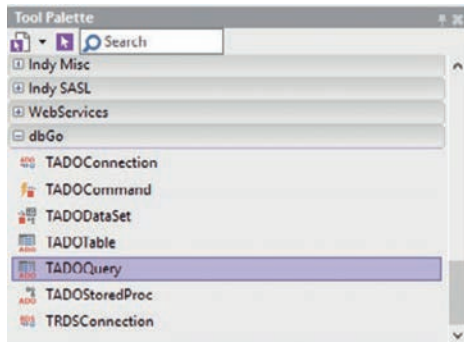 Tool Palette
Search
Indy Misc
Indy SASL
WebServices
dbGo
TADOConnection
TADOCommand
TADODataSet
TADOTable
TADOQuery
TADOStoredProc
TRDSConnection